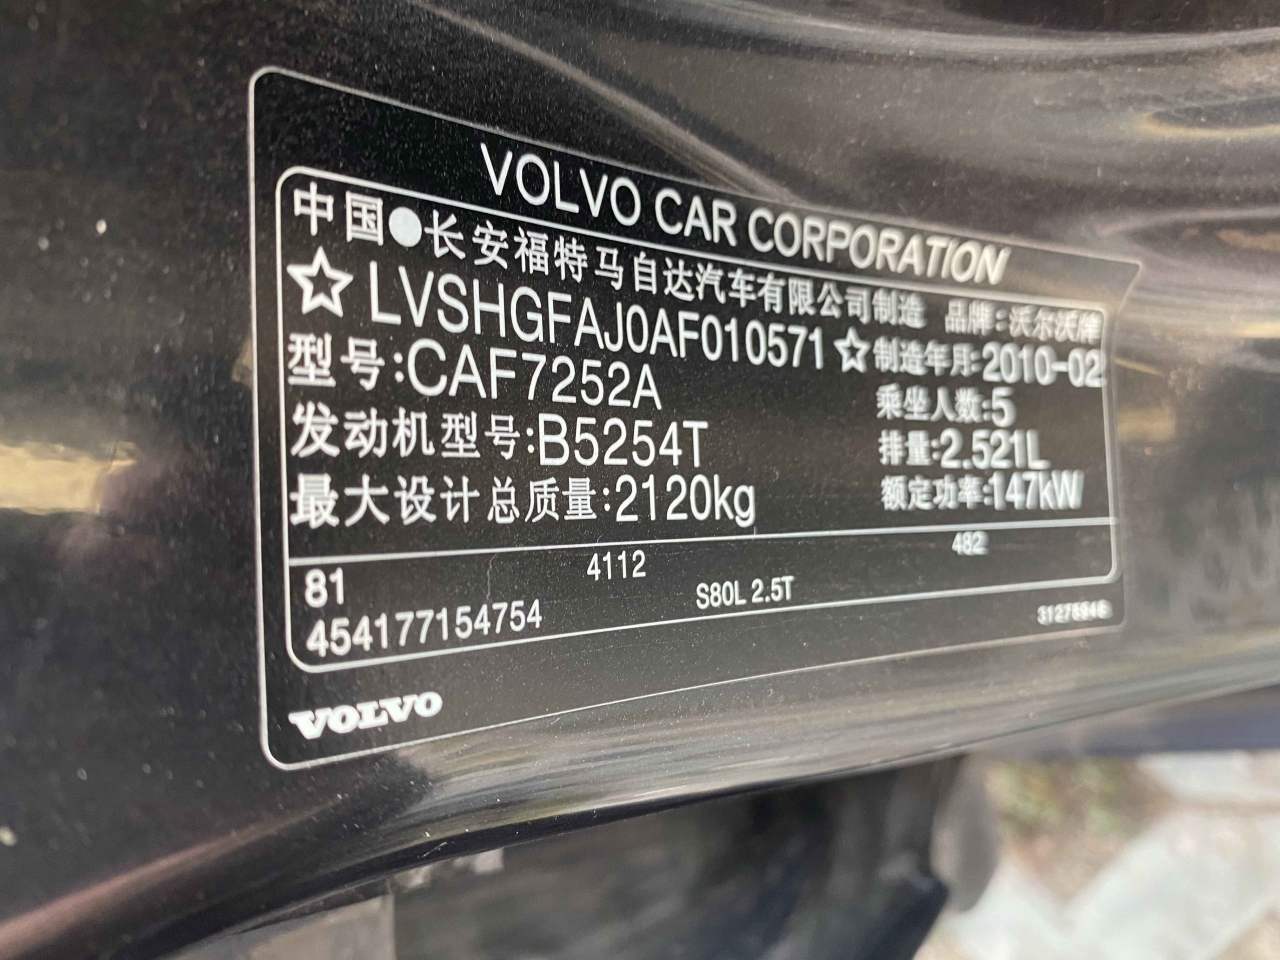 VOLVO CAR CORPORATION
中国●长安福特马自达汽车有限公司制造 品牌:沃尔沃牌
☆LVSHGFAJ0AF010571☆ 制造年月:2010-02
型号:CAF7252A 乘坐人数:5
发动机型号:B5254T 排量:2.521L
最大设计总质量:2120kg 额定功率:147kW
81 4112 482
454177154754 S80L 2.5T
VOLVO